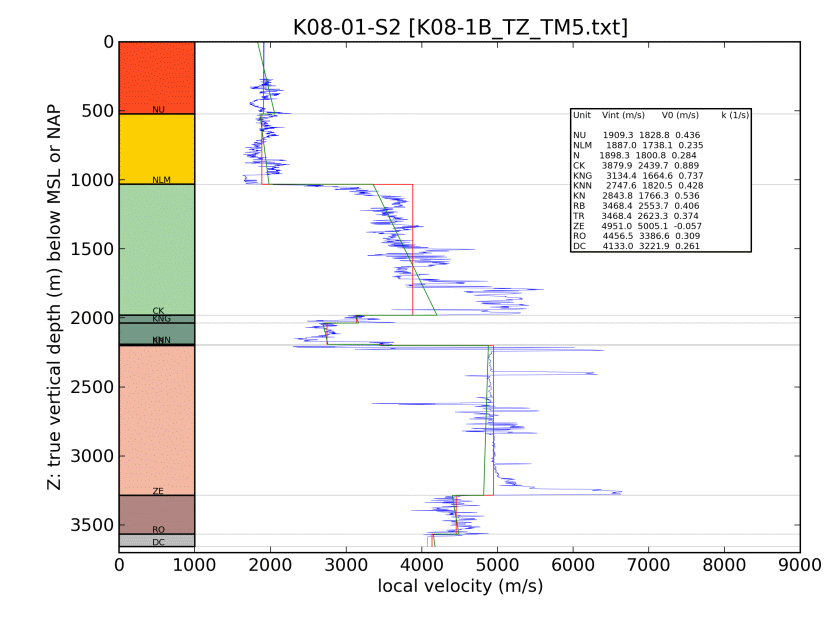 K08-01-S2 [K08-1B_TZ_TM5.txt]
Z: true vertical depth (m) below MSL or NAP
0
500
1000
1500
2000
2500
3000
3500
NU
NLM
CK
KNG
KNN
ZE
RO
DC
Unit Vint (m/s) V0 (m/s) k (1/s)
NU 1909.3 1828.8 0.436
NLM 1887.0 1738.1 0.235
N 1898.3 1800.8 0.284
CK 3879.9 2439.7 0.889
KNG 3134.4 1664.6 0.737
KNN 2747.6 1820.5 0.428
KN 2843.8 1766.3 0.536
RB 3468.4 2553.7 0.406
TR 3468.4 2623.3 0.374
ZE 4951.0 5005.1 -0.057
RO 4456.5 3386.6 0.309
DC 4133.0 3221.9 0.261
0 1000 2000 3000 4000 5000 6000 7000 8000 9000
local velocity (m/s)